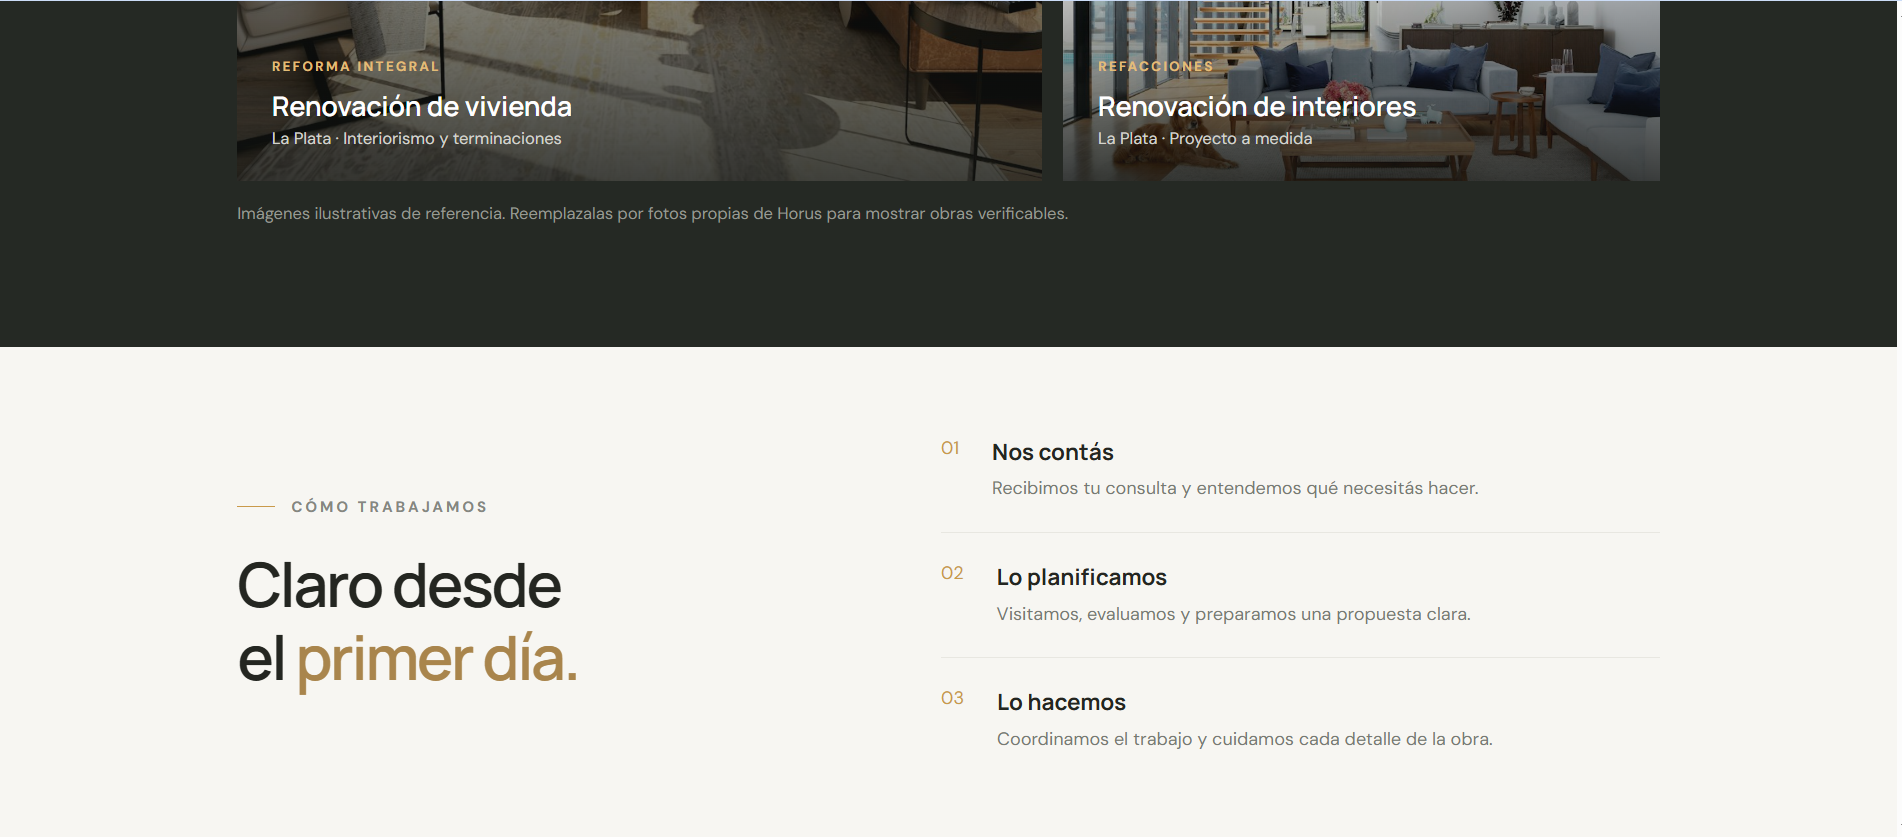 REFORMA INTEGRAL
Renovación de vivienda
La Plata · Interiorismo y terminaciones
REFACCIONES
Renovación de interiores
La Plata · Proyecto a medida
Imágenes ilustrativas de referencia. Reemplazalas por fotos propias de Horus para mostrar obras verificables.
CÓMO TRABAJAMOS
Claro desde
el primer día.
01
Nos contás
Recibimos tu consulta y entendemos qué necesitás hacer.
02
Lo planificamos
Visitamos, evaluamos y preparamos una propuesta clara.
03
Lo hacemos
Coordinamos el trabajo y cuidamos cada detalle de la obra.